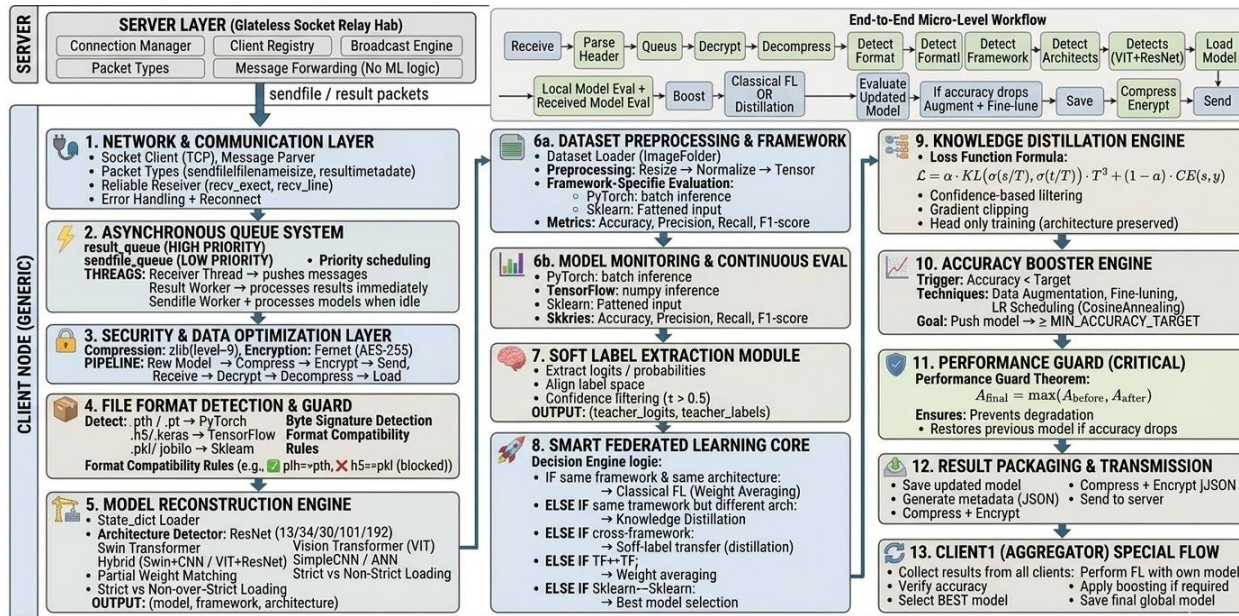 SERVER
SERVER LAYER (Glateless Socket Relay Hab)
Connection Manager
Client Registry
Broadcast Engine
Packet Types
Message Forwarding (No ML logic)
sendfile / result packets
End-to-End Micro-Level Workflow
Receive
Parse
Header
Queus
Decrypt
Decompress
Detect
Format
Detect
Formatl
Detect
Framework
Detect
Architects
Detects
(VIT+ResNet)
Load
Model
Local Model Eval +
Received Model Eval
Boost
Classical FL
OR
Distillation
Evaluate
Updated
Model
If accuracy drops
Augment + Fine-lune
Save
Compress
Enterypt
Send
CLIENT NODE (GENERIC)
1. NETWORK & COMMUNICATION LAYER
• Socket Client (TCP), Message Parver
• Packet Types (sendfilelfilenameisize, resultimetadate)
• Reliable Reseiver (recv_exect, recv_line)
• Error Handling + Reconnect
2. ASYNCHRONOUS QUEUE SYSTEM
result_queue (HIGH PRIORITY)
sendefile_queue (LOW PRIORITY) • Priority scheduling
THREAGS: Receiver Thread → pushes messages
Result Worker → processes results immediately
Sendifle Worker + processes models when idle
3. SECURITY & DATA OPTIMIZATION LAYER
Compression: zlib(level–9), Encryption: Fernet (AES-255)
PIPELINE: Rew Model → Compress → Encrypt → Send,
Receive → Decrypt → Decompress → Load
4. FILE FORMAT DETECTION & GUARD
Detect: .pth / .pt → PyTorch
.h5/.keras → TensorFlow
.pkl/ jobilo → Skleam
Byte Signature Detection
Format Compatibility
Rules
Format Compatibility Rules (e.g., ✅ plh=→pth, ❌ h5=→pkl (blocked))
5. MODEL RECONSTRUCTION ENGINE
• State_dict Loader
• Architecture Detector: ResNet (13/34/30/101/192)
Swin Transformer
Vision Transformer (VIT)
Hybrid (Swin+CNN / VIT+ResNet)
SimpleCNN / ANN
• Partial Weight Matching
Strict vs Non-Strict Loading
• Strict vs Non-over-Strict Loading
OUTPUT: (model, framework, architecture)
6a. DATASET PREPROCESSING & FRAMEWORK
• Dataset Loader (ImageFolder)
• Preprocessing: Resize → Normalize → Tensor
• Framework-Specific Evaluation:
○ PyTorch: batch inference
○ Sklearn: Fattened input
• Metrics: Accuracy, Precision, Recall, F1-score
6b. MODEL MONITORING & CONTINUOUS EVAL
• PyTorch: batch inference
• TensorFlow: numpy inference
• Sklearn: Pattened input
• Skkries: Accuracy, Precision, Recall, F1-score
7. SOFT LABEL EXTRACTION MODULE
• Extract logits / probabilities
• Align label space
• Confidence fíltering (t > 0.5)
OUTPUT: (teacher_logits, teacher_labels)
8. SMART FEDERATED LEARNING CORE
Decision Engine logie:
• IF same framework & same architecture:
→ Classical FL (Weight Averaging)
• ELSE IF same tramework but different arch:
→ Knowledge Distillation
• ELSE IF cross-framework:
→ Soff-label transfer (distillation)
• ELSE IF TF↔TF;
→ Weight averaging
• ELSE IF Sklearn-–Sklearn:
→ Best model selection
9. KNOWLEDGE DISTILLATION ENGINE
• Loss Function Formula:
ℒ = α · KL(σ(s/T), σ(t/T)) · T³ + (1 − a) · CE(s, y)
• Confidence-based liltering
• Gradient clipping
• Head only training (architecture preserved)
10. ACCURACY BOOSTER ENGINE
Trigger: Accuracy < Target
Techniques: Data Augmentation, Fine-luning,
LR Scheduling (CosineAnnealing)
Goal: Push model → ≥ MIN_ACCURACY_TARGET
11. PERFORMANCE GUARD (CRITICAL)
Performance Guard Theorem:
A_final = max(A_before, A_after)
Ensures: Prevents degradation
• Restores previous model if accuracy drops
12. RESULT PACKAGING & TRANSMISSION
• Save updated model
• Generate metadata (JSON)
• Compress + Encrypt
• Compress + Encrypt |JSON
• Send to server
13. CLIENT1 (AGGREGATOR) SPECIAL FLOW
• Collect results from all clients:
• Verify accuracy
• Select BEST model
Perform FL with own model
• Apply boosting if required
• Save final global model